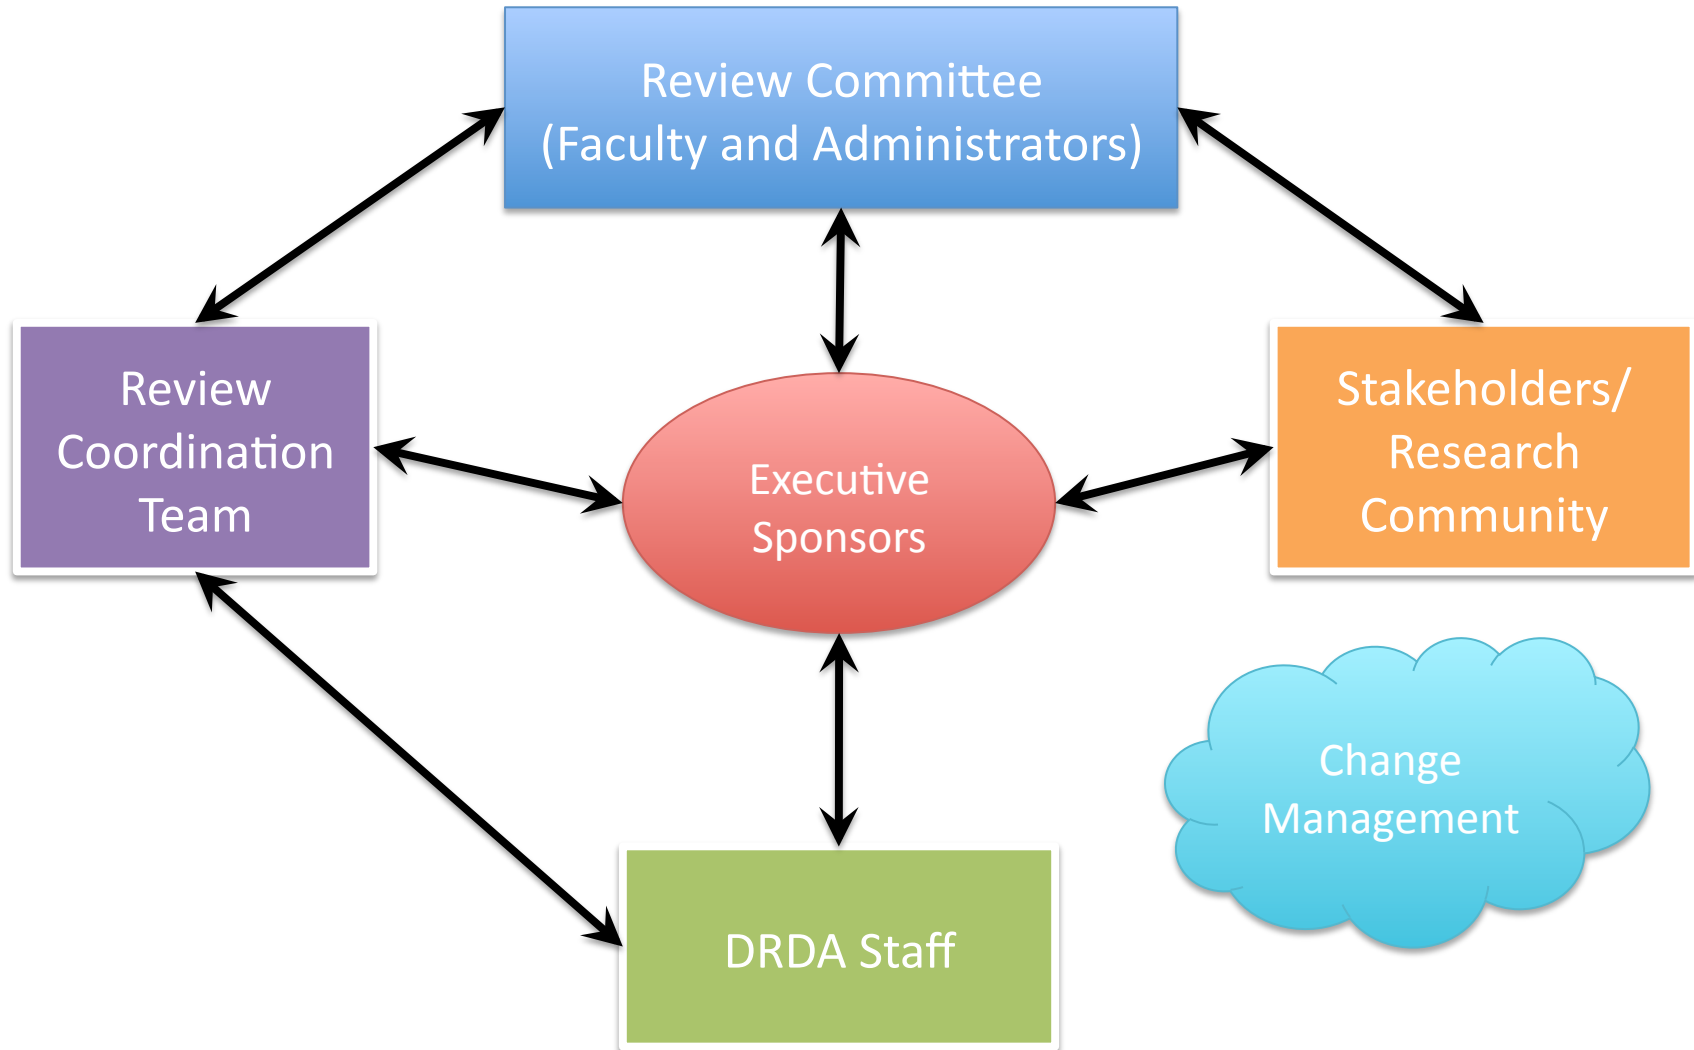 Review Committee
(Faculty and Administrators)
Review
Coordination
Team
Executive
Sponsors
Stakeholders/
Research
Community
Change
Management
DRDA Staff